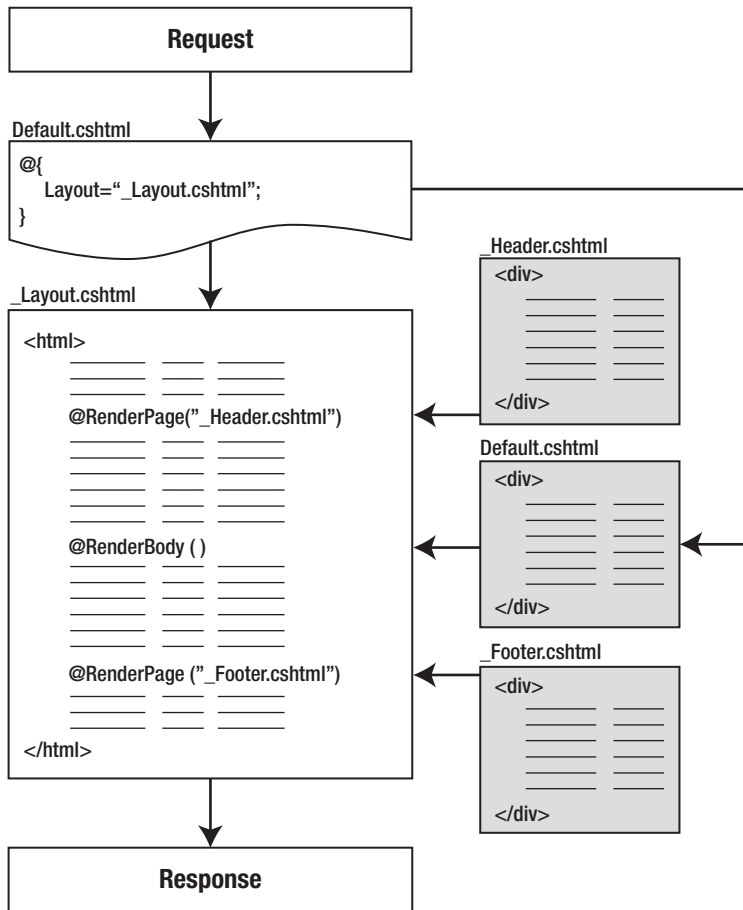 Request
Default.cshtml
@{
Layout=“_Layout.cshtml”;
}
_Layout.cshtml
<html>
@RenderPage(”_Header.cshtml”)
@RenderBody ( )
@RenderPage (”_Footer.cshtml”)
</html>
_Header.cshtml
<div>
</div>
Default.cshtml
<div>
</div>
_Footer.cshtml
<div>
</div>
Response